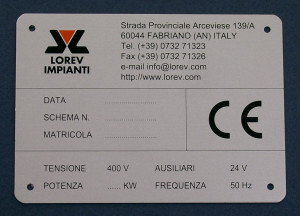 LOREV
IMPIANTI
Strada Provinciale Arceviese 139/A
60044 FABRIANO (AN) ITALY
Tel. (+39) 0732 71323
Fax (+39) 0732 71326
e-mail info@lorev.com
http://www.lorev.com
DATA ....................
SCHEMA N. ....................
MATRICOLA ....................
CE
TENSIONE 400 V AUSILIARI 24 V
POTENZA ...... KW FREQUENZA 50 Hz